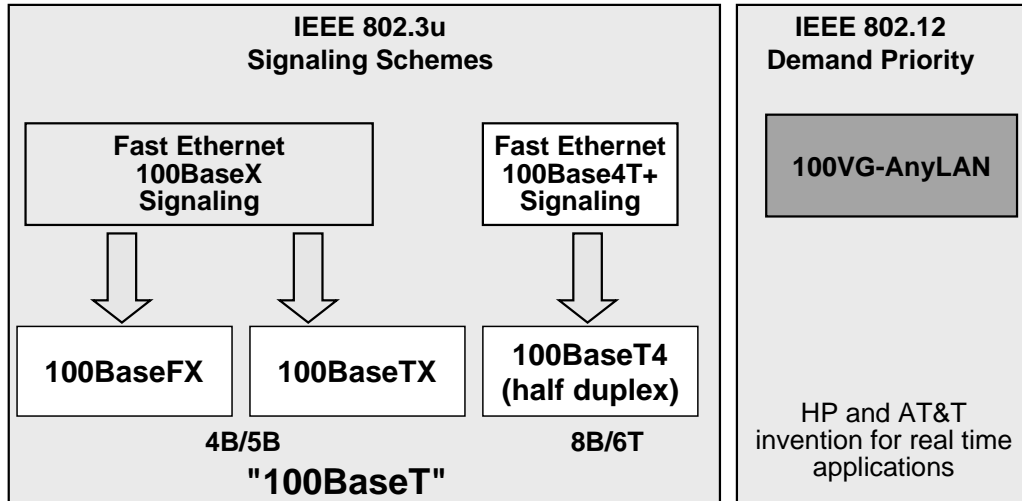 IEEE 802.3u
Signaling Schemes
Fast Ethernet
100BaseX
Signaling
Fast Ethernet
100Base4T+
Signaling
100BaseFX
100BaseTX
100BaseT4
(half duplex)
4B/5B
8B/6T
"100BaseT"
IEEE 802.12
Demand Priority
100VG-AnyLAN
HP and AT&T
invention for real time
applications